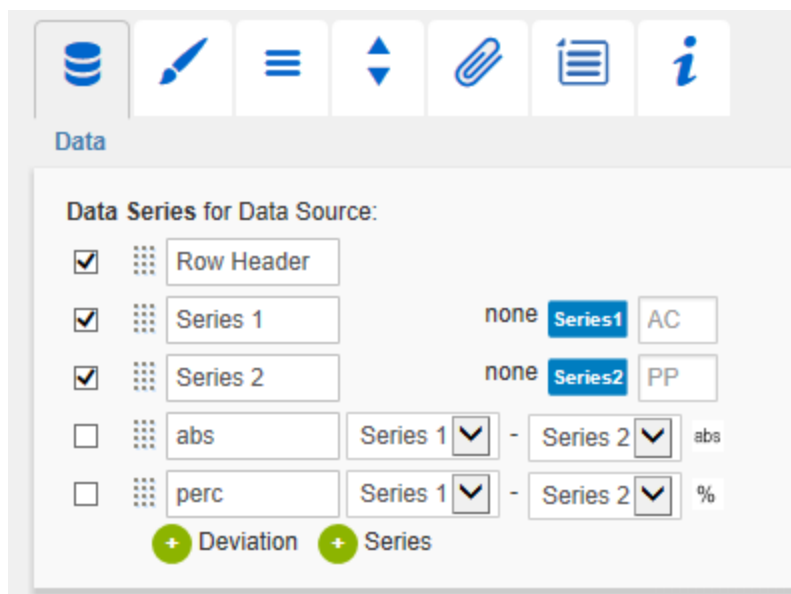 Data
Data Series for Data Source:
Row Header
Series 1 none Series1 AC
Series 2 none Series2 PP
abs Series 1 - Series 2 abs
perc Series 1 - Series 2 %
+ Deviation + Series